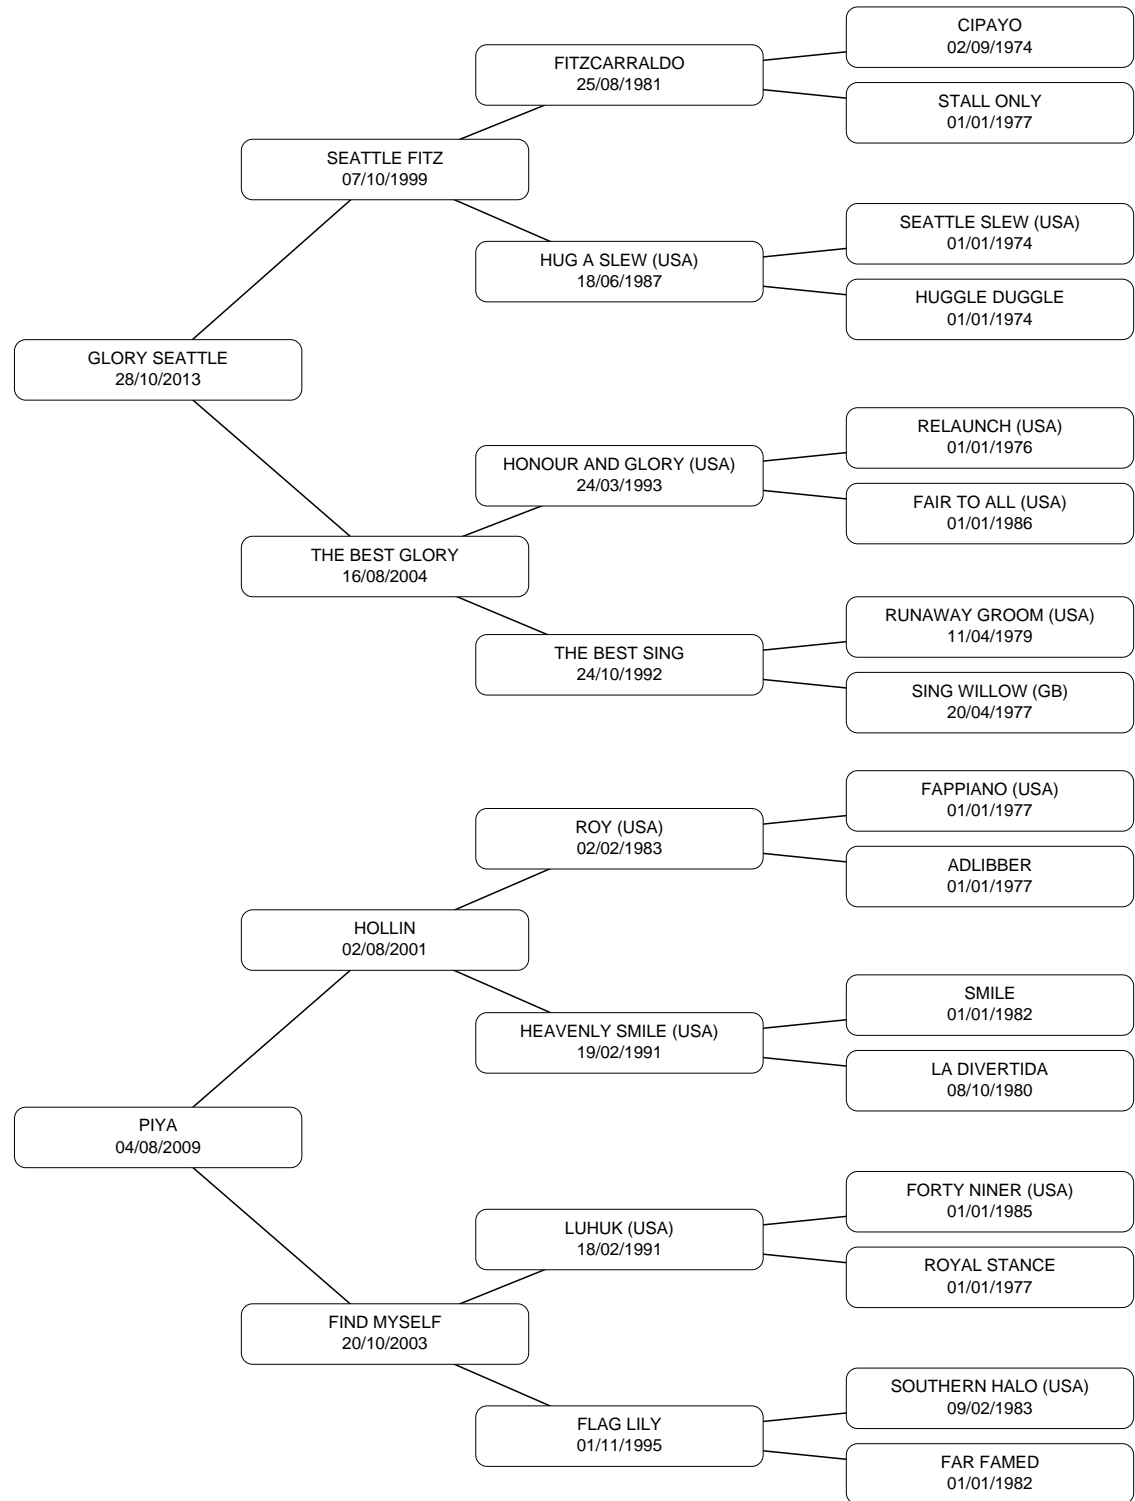 CIPAYO
02/09/1974
FITZCARRALDO
25/08/1981
STALL ONLY
01/01/1977
SEATTLE FITZ
07/10/1999
SEATTLE SLEW (USA)
01/01/1974
HUG A SLEW (USA)
18/06/1987
HUGGLE DUGGLE
01/01/1974
GLORY SEATTLE
28/10/2013
RELAUNCH (USA)
01/01/1976
HONOUR AND GLORY (USA)
24/03/1993
FAIR TO ALL (USA)
01/01/1986
THE BEST GLORY
16/08/2004
RUNAWAY GROOM (USA)
11/04/1979
THE BEST SING
24/10/1992
SING WILLOW (GB)
20/04/1977
FAPPIANO (USA)
01/01/1977
ROY (USA)
02/02/1983
ADLIBBER
01/01/1977
HOLLIN
02/08/2001
SMILE
01/01/1982
HEAVENLY SMILE (USA)
19/02/1991
LA DIVERTIDA
08/10/1980
PIYA
04/08/2009
FORTY NINER (USA)
01/01/1985
LUHUK (USA)
18/02/1991
ROYAL STANCE
01/01/1977
FIND MYSELF
20/10/2003
SOUTHERN HALO (USA)
09/02/1983
FLAG LILY
01/11/1995
FAR FAMED
01/01/1982